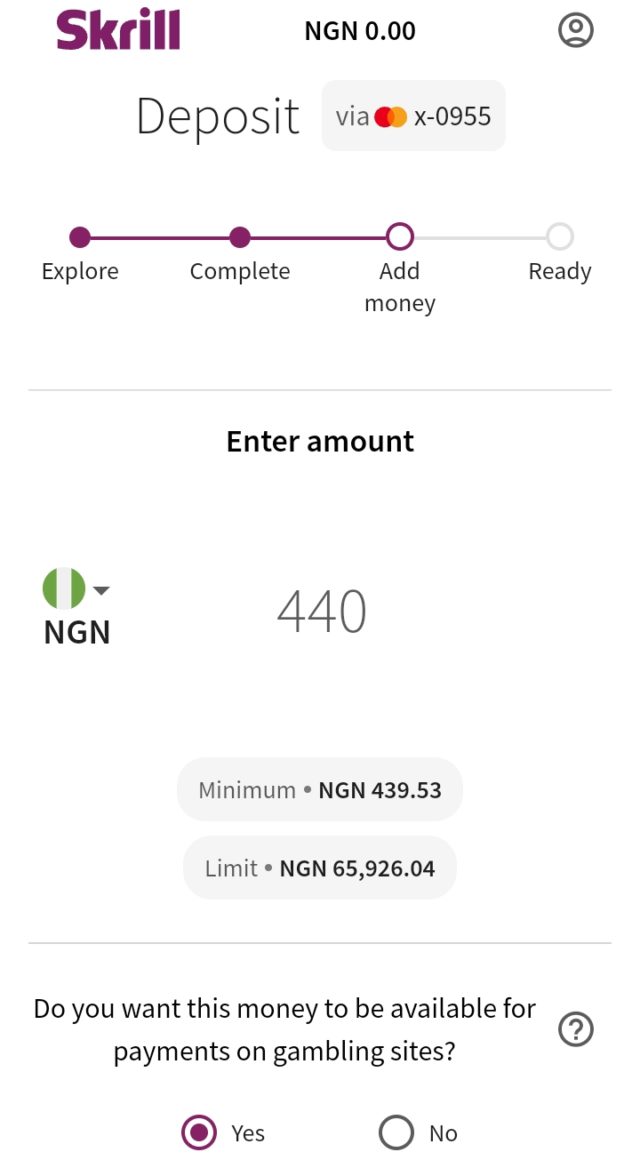 Skrill
NGN 0.00
Deposit via x-0955
Explore
Complete
Add
money
Ready
Enter amount
NGN
440
Minimum • NGN 439.53
Limit • NGN 65,926.04
Do you want this money to be available for
payments on gambling sites?
?
Yes
No